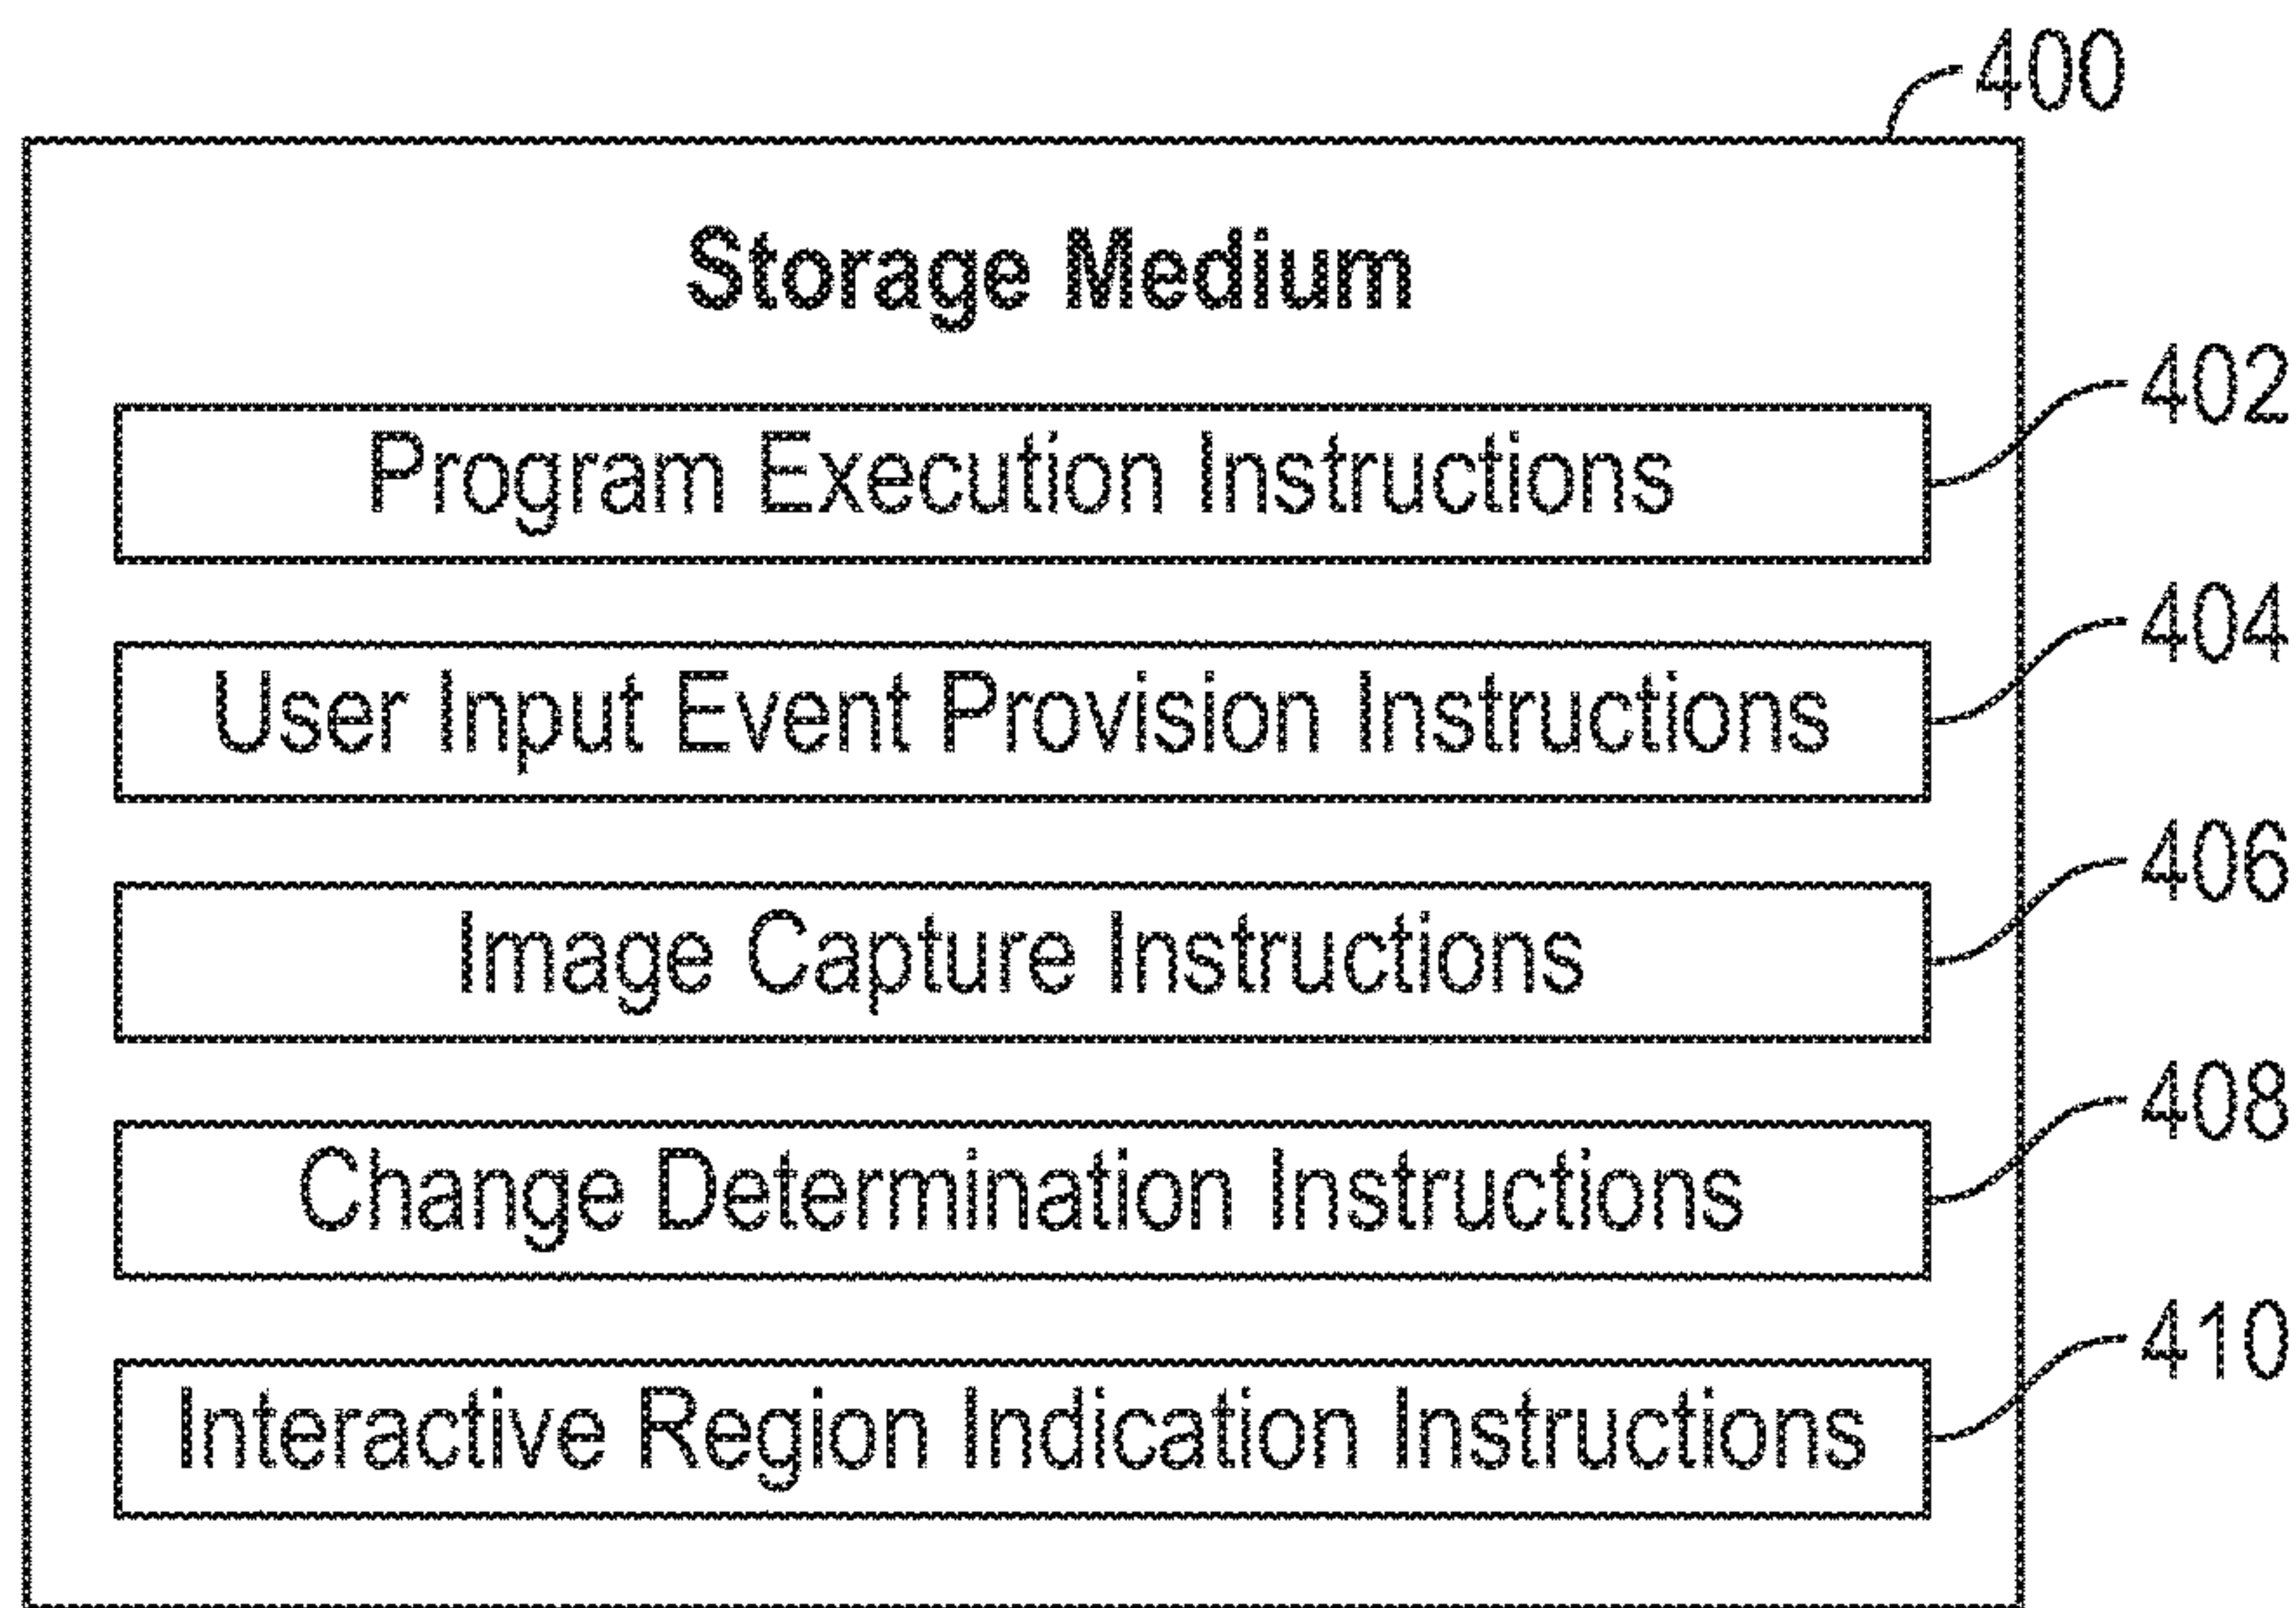 400
Storage Medium
Program Execution Instructions
402
User Input Event Provision Instructions
404
Image Capture Instructions
406
Change Determination Instructions
408
Interactive Region Indication Instructions
410